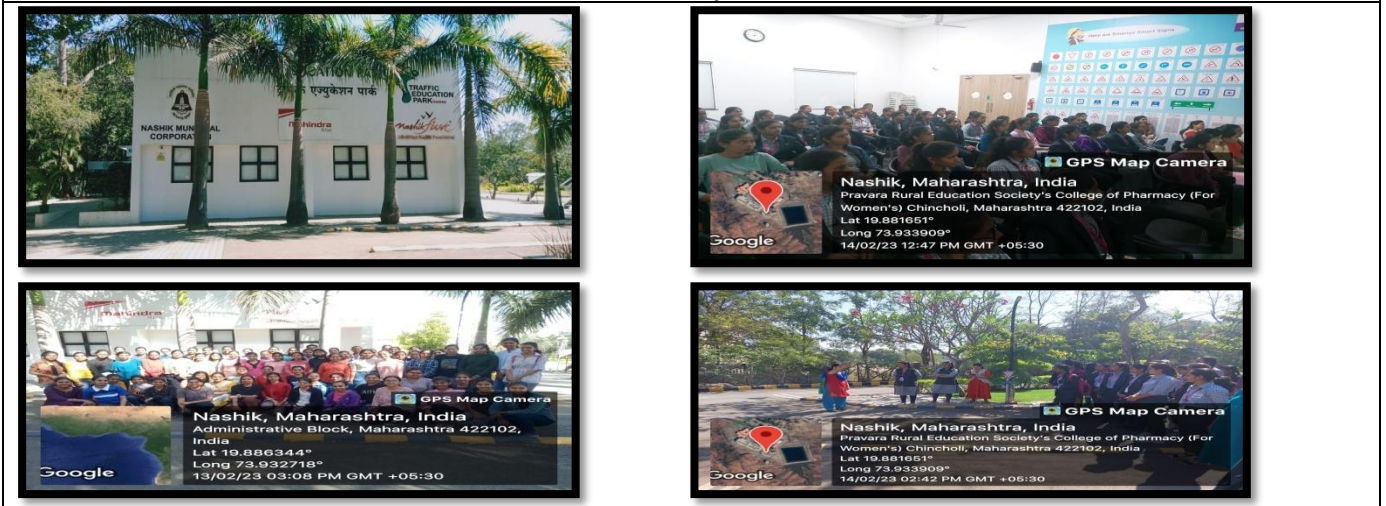 एज्युकेशन पार्क
TRAFFIC
EDUCATION
PARK
NASHIK MUNICIPAL
CORPORATION
mahindra
Rise
GPS Map Camera
Nashik, Maharashtra, India
Pravara Rural Education Society's College of Pharmacy (For
Women's) Chincholi, Maharashtra 422102, India
Lat 19.881651°
Long 73.933909°
14/02/23 12:47 PM GMT +05:30
Google
mahindra
GPS Map Camera
Nashik, Maharashtra, India
Administrative Block, Maharashtra 422102,
India
Lat 19.886344°
Long 73.932718°
13/02/23 03:08 PM GMT +05:30
Google
GPS Map Camera
Nashik, Maharashtra, India
Pravara Rural Education Society's College of Pharmacy (For
Women's) Chincholi, Maharashtra 422102, India
Lat 19.881651°
Long 73.933909°
14/02/23 02:42 PM GMT +05:30
Google